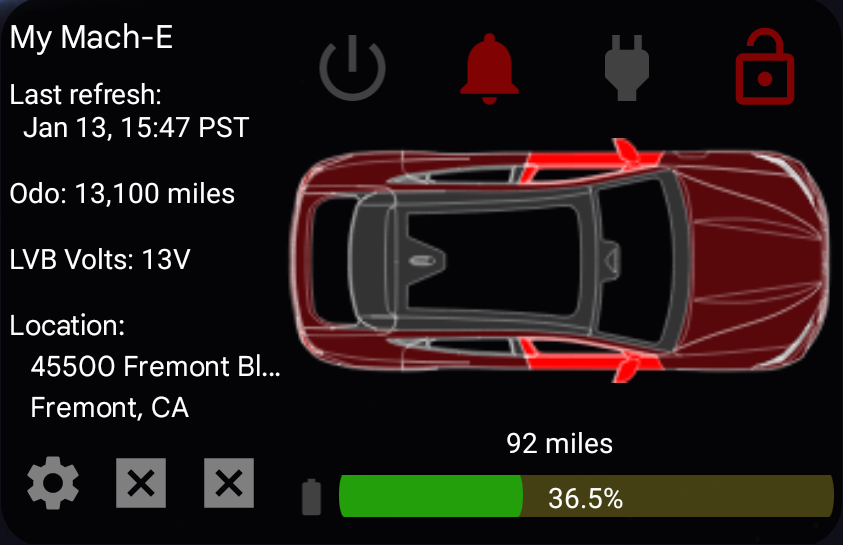 My Mach-E
Last refresh:
Jan 13, 15:47 PST
Odo: 13,100 miles
LVB Volts: 13V
Location:
45500 Fremont Bl...
Fremont, CA
92 miles
36.5%